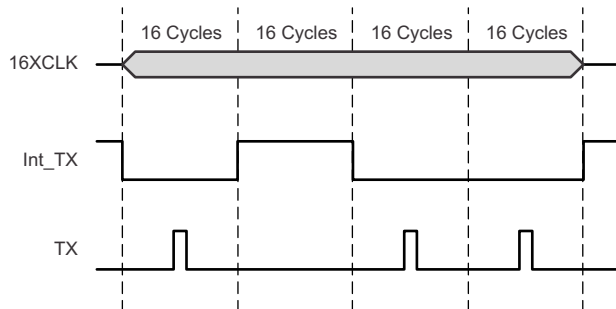 16 Cycles 16 Cycles 16 Cycles 16 Cycles
16XCLK
Int_TX
TX